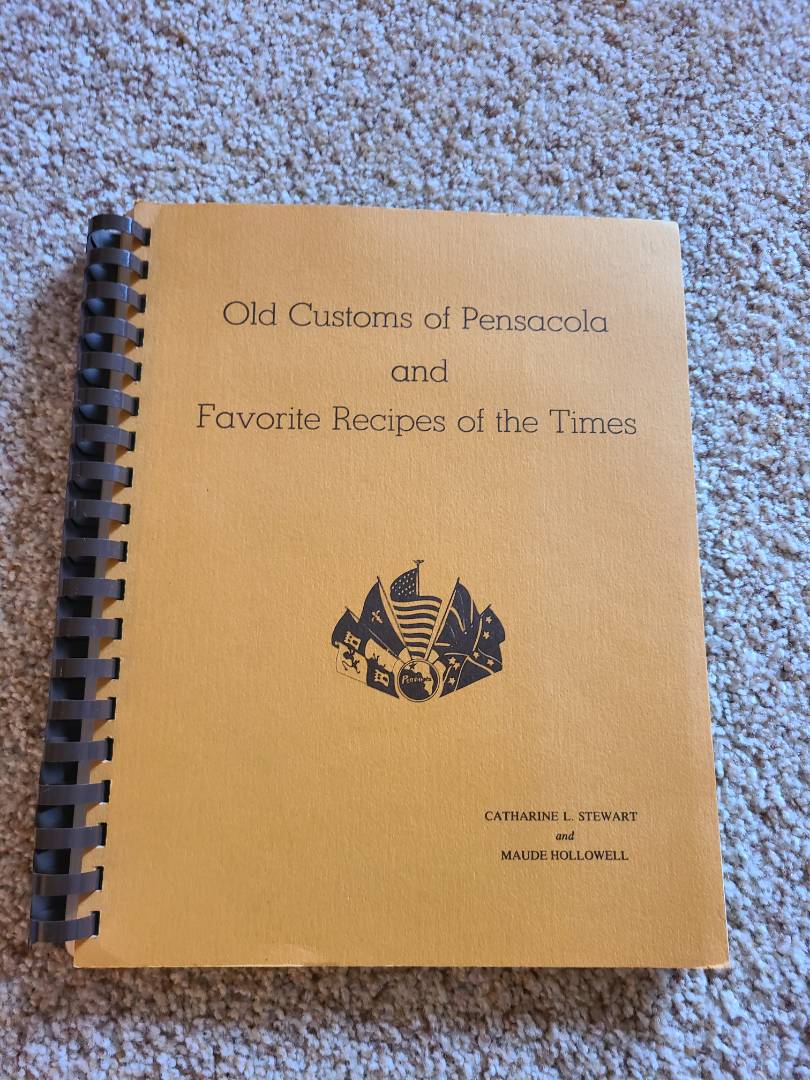 Old Customs of Pensacola
and
Favorite Recipes of the Times
CATHARINE L. STEWART
and
MAUDE HOLLOWELL